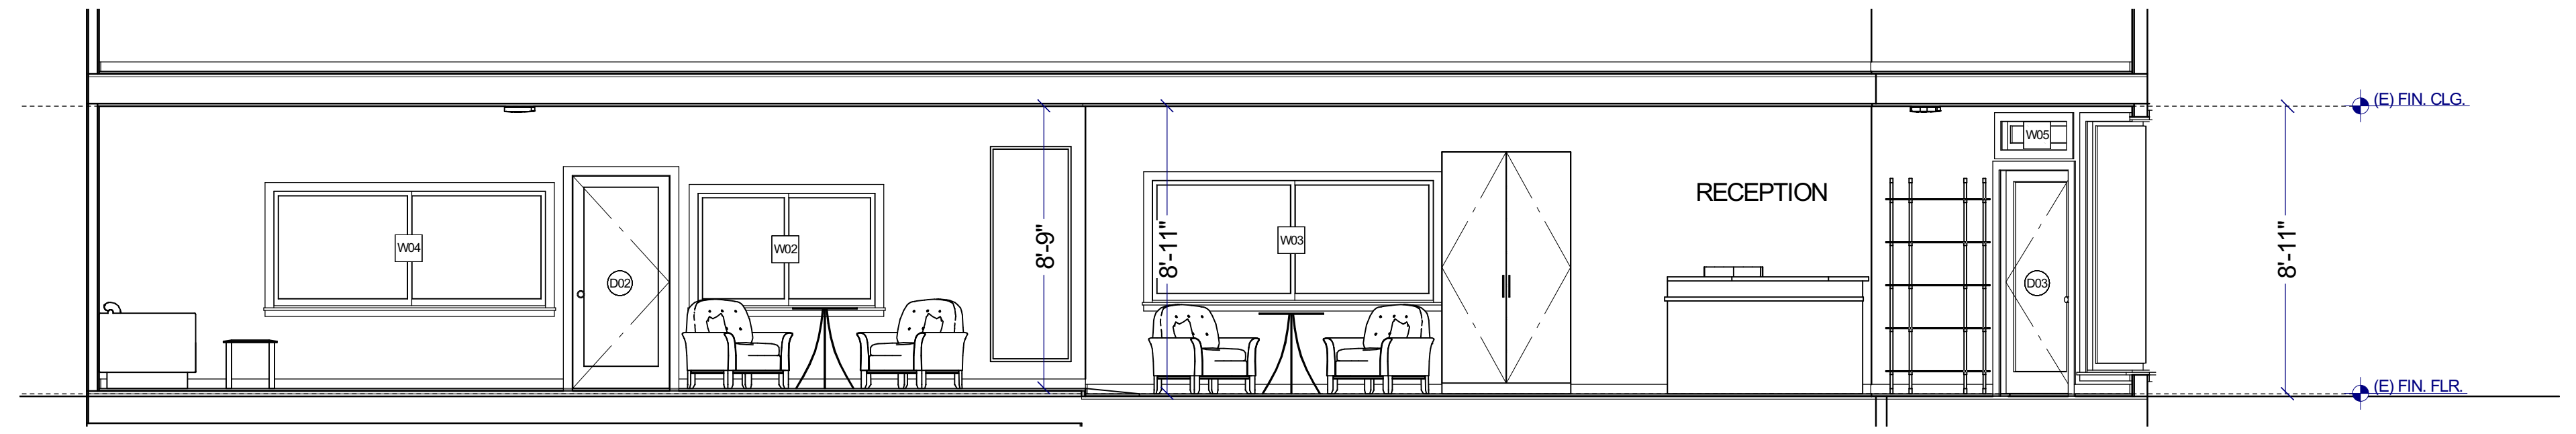 (E) FIN. CLG.
W05
RECEPTION
W04
W02
8'-9"
W03
8'-11"
8'-11"
D02
D03
(E) FIN. FLR.